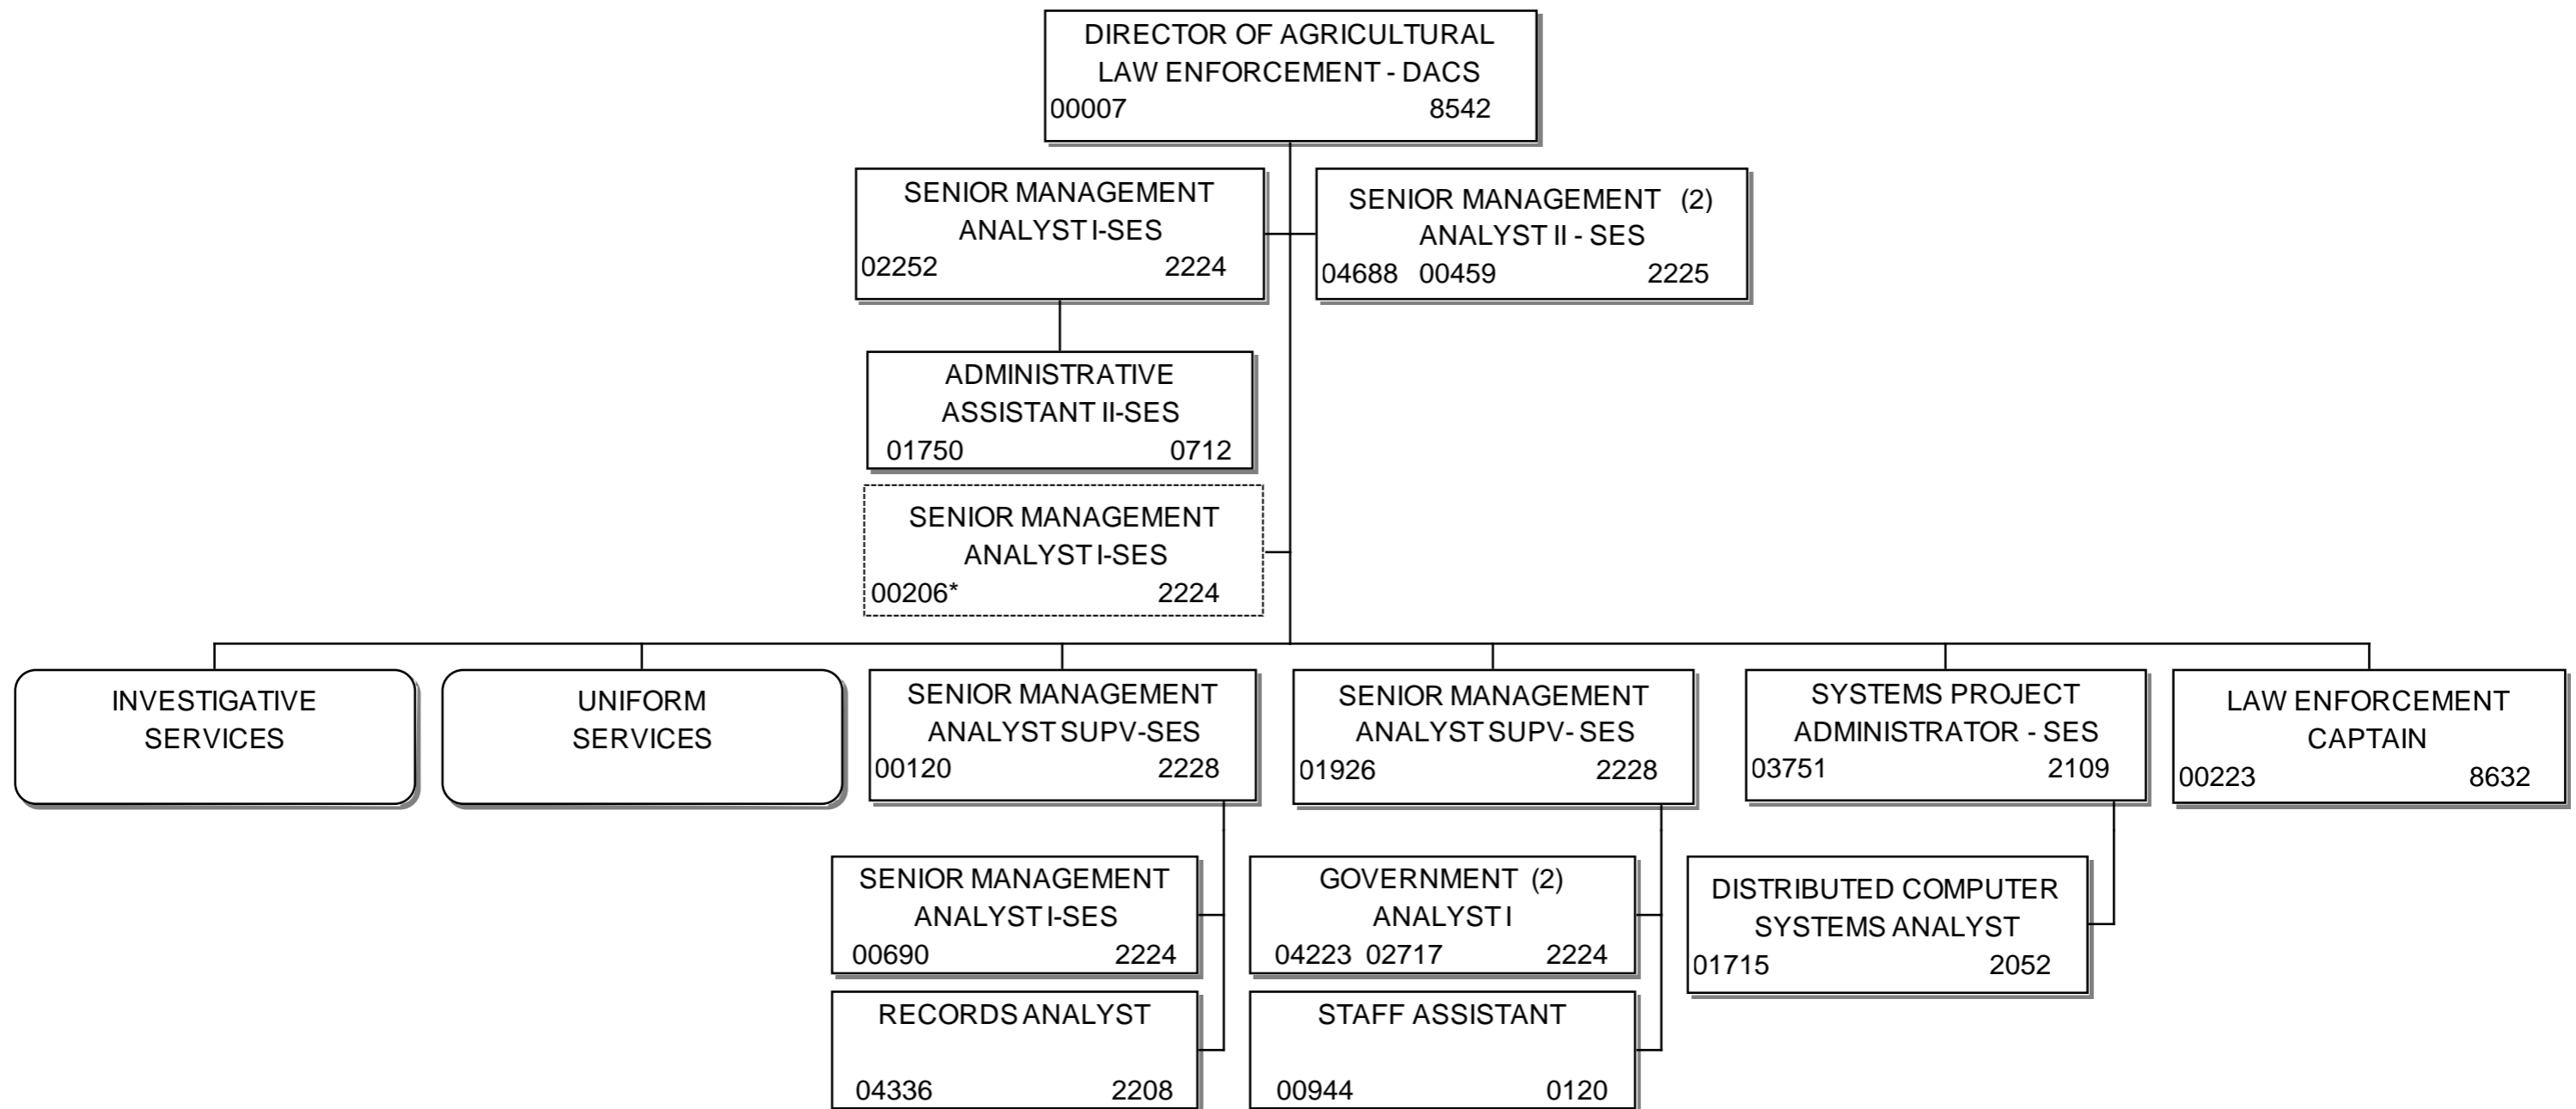 DIRECTOR OF AGRICULTURAL
LAW ENFORCEMENT - DACS
00007 8542
SENIOR MANAGEMENT
ANALYST I-SES
02252 2224
SENIOR MANAGEMENT (2)
ANALYST II - SES
04688 00459 2225
ADMINISTRATIVE
ASSISTANT II-SES
01750 0712
SENIOR MANAGEMENT
ANALYST I-SES
00206* 2224
INVESTIGATIVE
SERVICES
UNIFORM
SERVICES
SENIOR MANAGEMENT
ANALYST SUPV-SES
00120 2228
SENIOR MANAGEMENT
ANALYST SUPV- SES
01926 2228
SYSTEMS PROJECT
ADMINISTRATOR - SES
03751 2109
LAW ENFORCEMENT
CAPTAIN
00223 8632
SENIOR MANAGEMENT
ANALYST I-SES
00690 2224
GOVERNMENT (2)
ANALYST I
04223 02717 2224
DISTRIBUTED COMPUTER
SYSTEMS ANALYST
01715 2052
RECORDS ANALYST
04336 2208
STAFF ASSISTANT
00944 0120